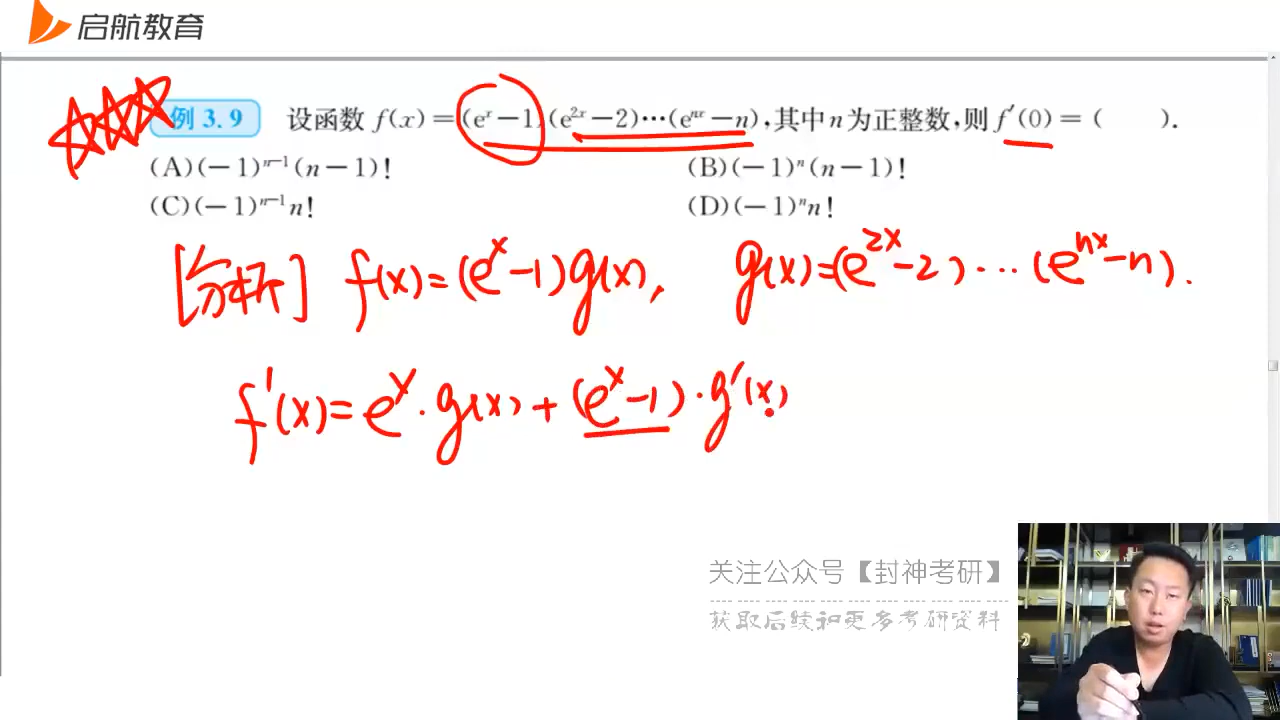 启航教育
例 3.9 设函数 f(x)=(eˣ-1)(e²ˣ-2)···(eⁿˣ-n),其中 n 为正整数,则 f′(0)=( ).
(A)(-1)ⁿ⁻¹(n-1)! (B)(-1)ⁿ(n-1)!
(C)(-1)ⁿ⁻¹n! (D)(-1)ⁿn!
[分析] f(x)=(eˣ-1)g(x), g(x)=(e²ˣ-2)···(eⁿˣ-n).
f′(x)=eˣ·g(x)+(eˣ-1)·g′(x)
关注公众号【封神考研】
获取后续和更多考研资料